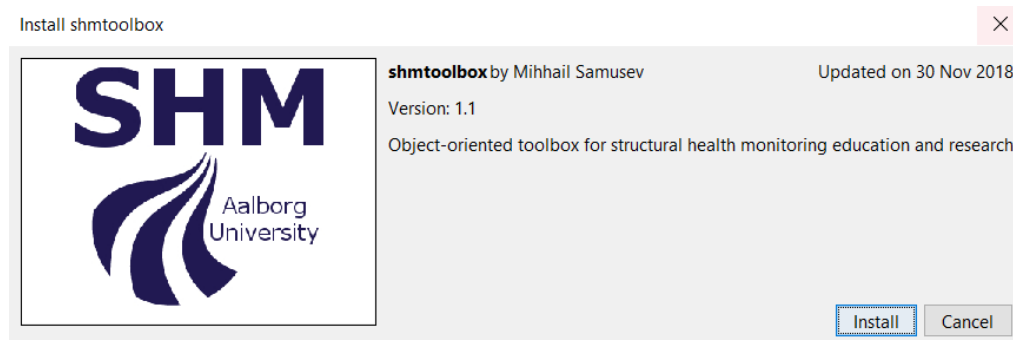 Install shmtoolbox
SHM
Aalborg
University
shmtoolbox by Mihhail Samusev
Updated on 30 Nov 2018
Version: 1.1
Object-oriented toolbox for structural health monitoring education and research
Install
Cancel